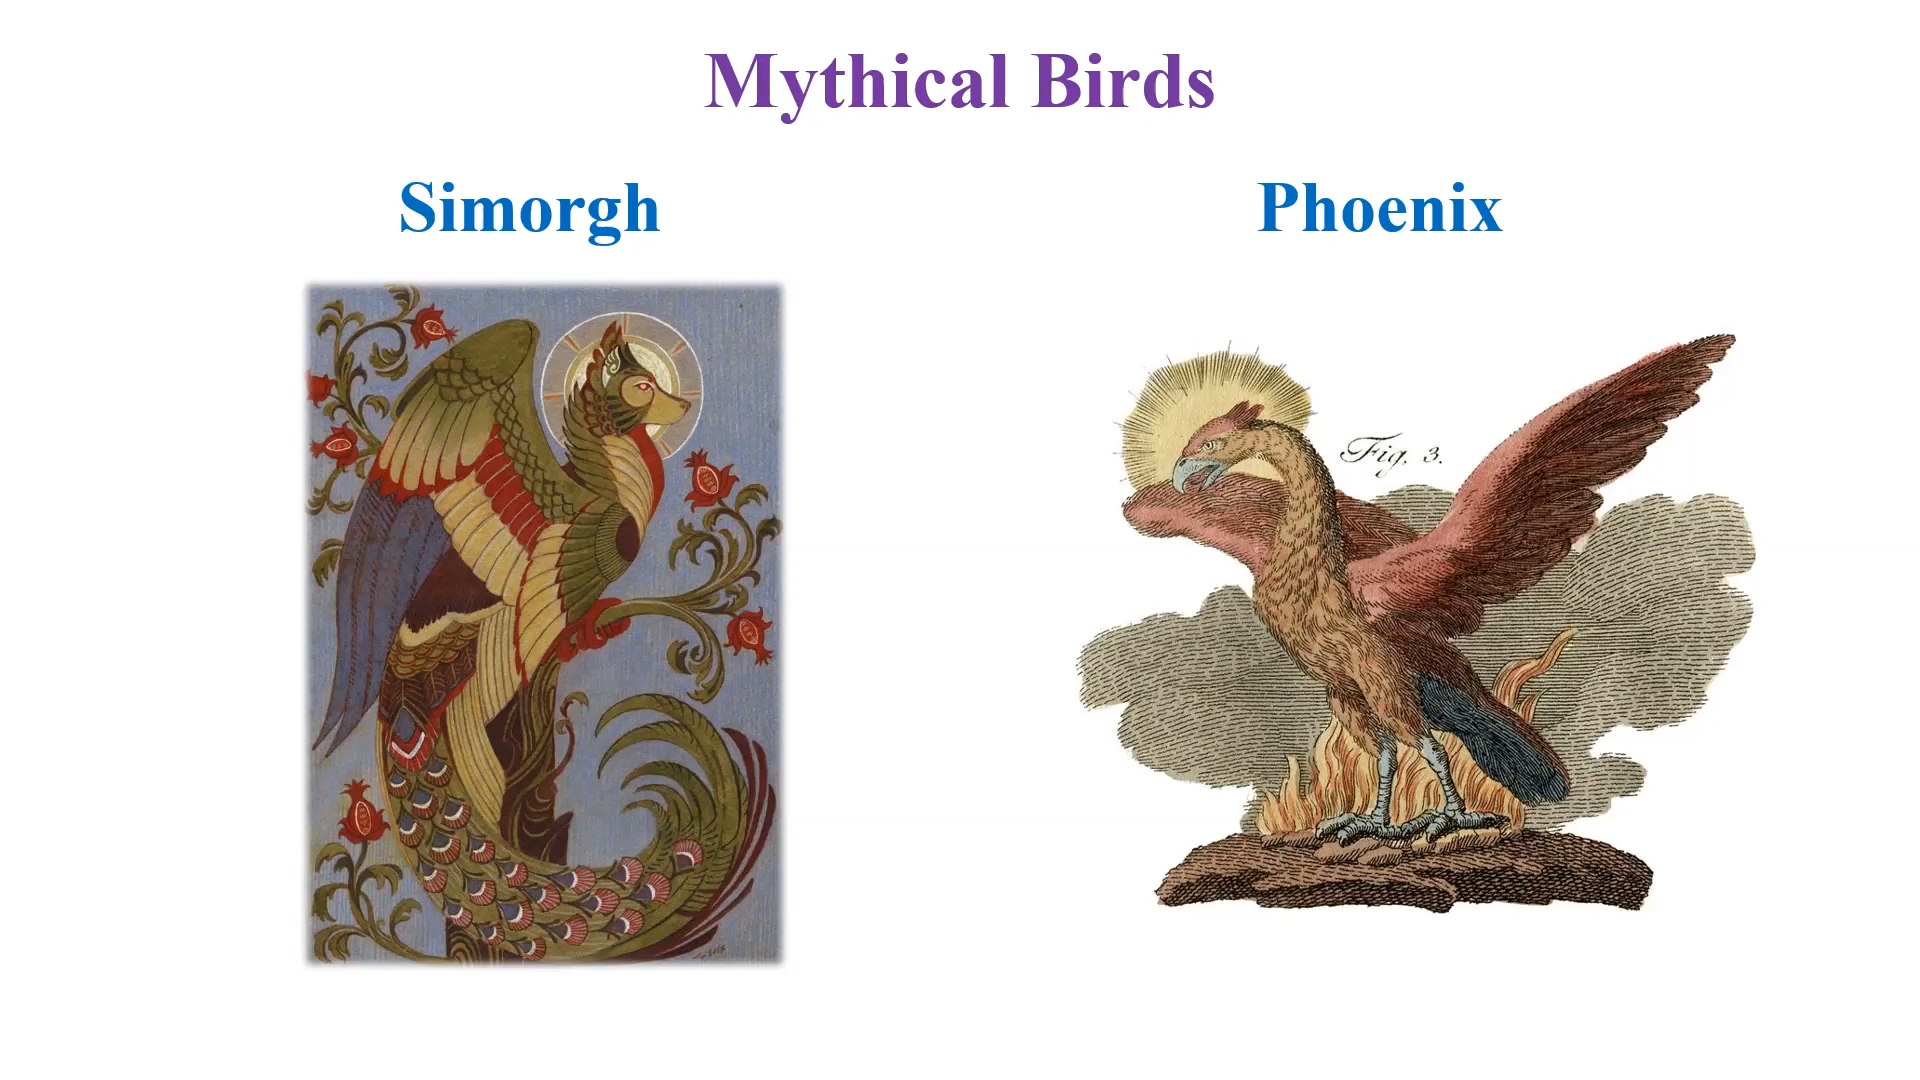 Mythical Birds
Simorgh
Phoenix
Fig. 3.